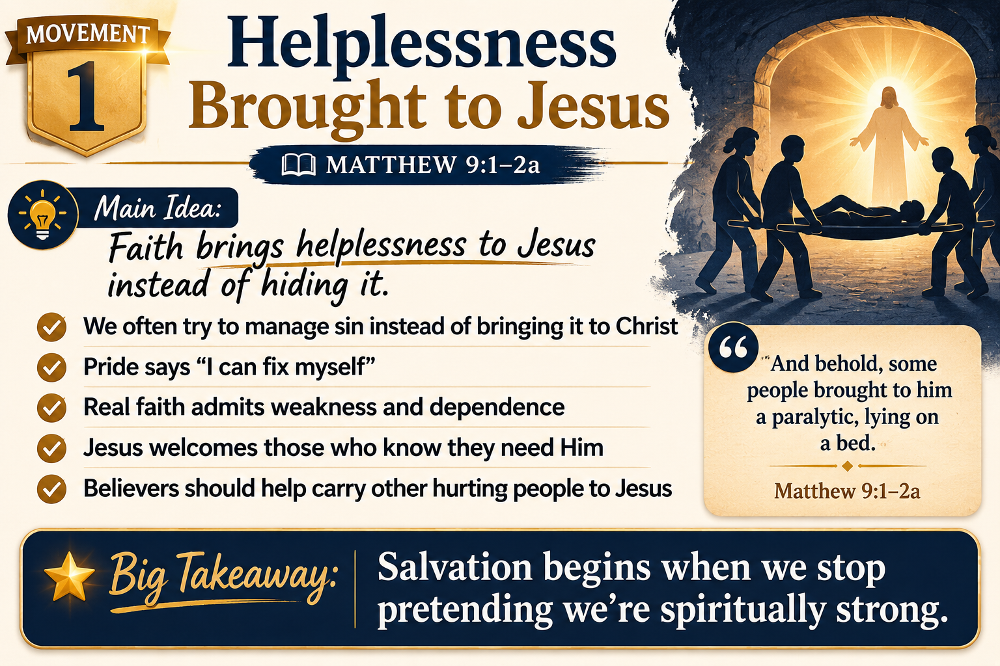 MOVEMENT
1
Helplessness
Brought to Jesus
MATTHEW 9:1–2a
Main Idea:
Faith brings helplessness to Jesus
instead of hiding it.
We often try to manage sin instead of bringing it to Christ
Pride says “I can fix myself”
Real faith admits weakness and dependence
Jesus welcomes those who know they need Him
Believers should help carry other hurting people to Jesus
“
"And behold, some
people brought to him
a paralytic, lying on
a bed.
Matthew 9:1–2a
Big Takeaway:
Salvation begins when we stop
pretending we’re spiritually strong.